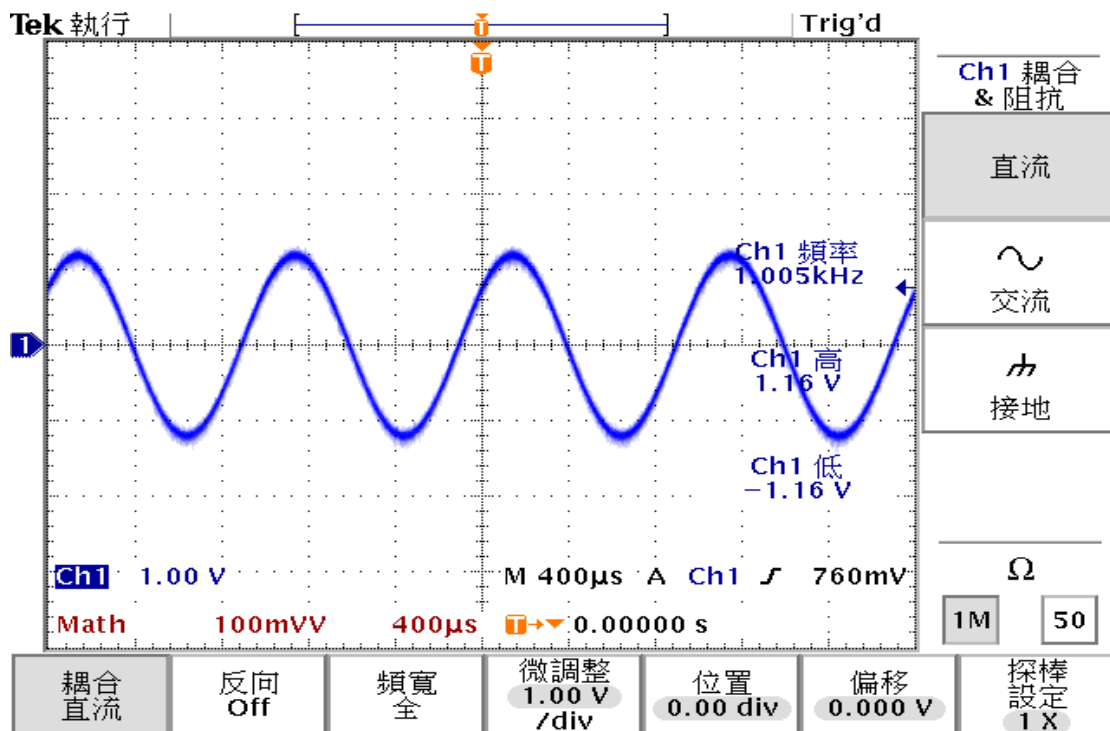 Tek 執行 T Trig'd
T
Ch1 耦合
& 阻抗
直流
交流
接地
Ch1 頻率
1.005kHz
1
Ch1 高
1.16 V
Ch1 低
−1.16 V
Ch1 1.00 V M 400µs A Ch1 760mV
Math 100mVV 400µs T 0.00000 s
Ω
1M 50
耦合
直流
反向
Off
頻寬
全
微調整
1.00 V
/div
位置
0.00 div
偏移
0.000 V
探棒
設定
1 X